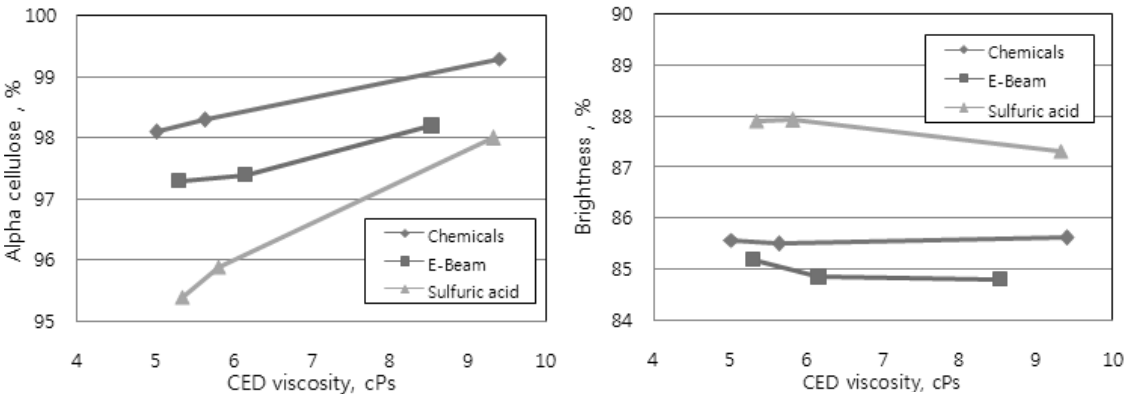 Alpha cellulose , %
100
99
98
97
96
95
4 5 6 7 8 9 10
CED viscosity, cPs
Chemicals
E-Beam
Sulfuric acid
Brightness , %
90
89
88
87
86
85
84
4 5 6 7 8 9 10
CED viscosity, cPs
Chemicals
E-Beam
Sulfuric acid